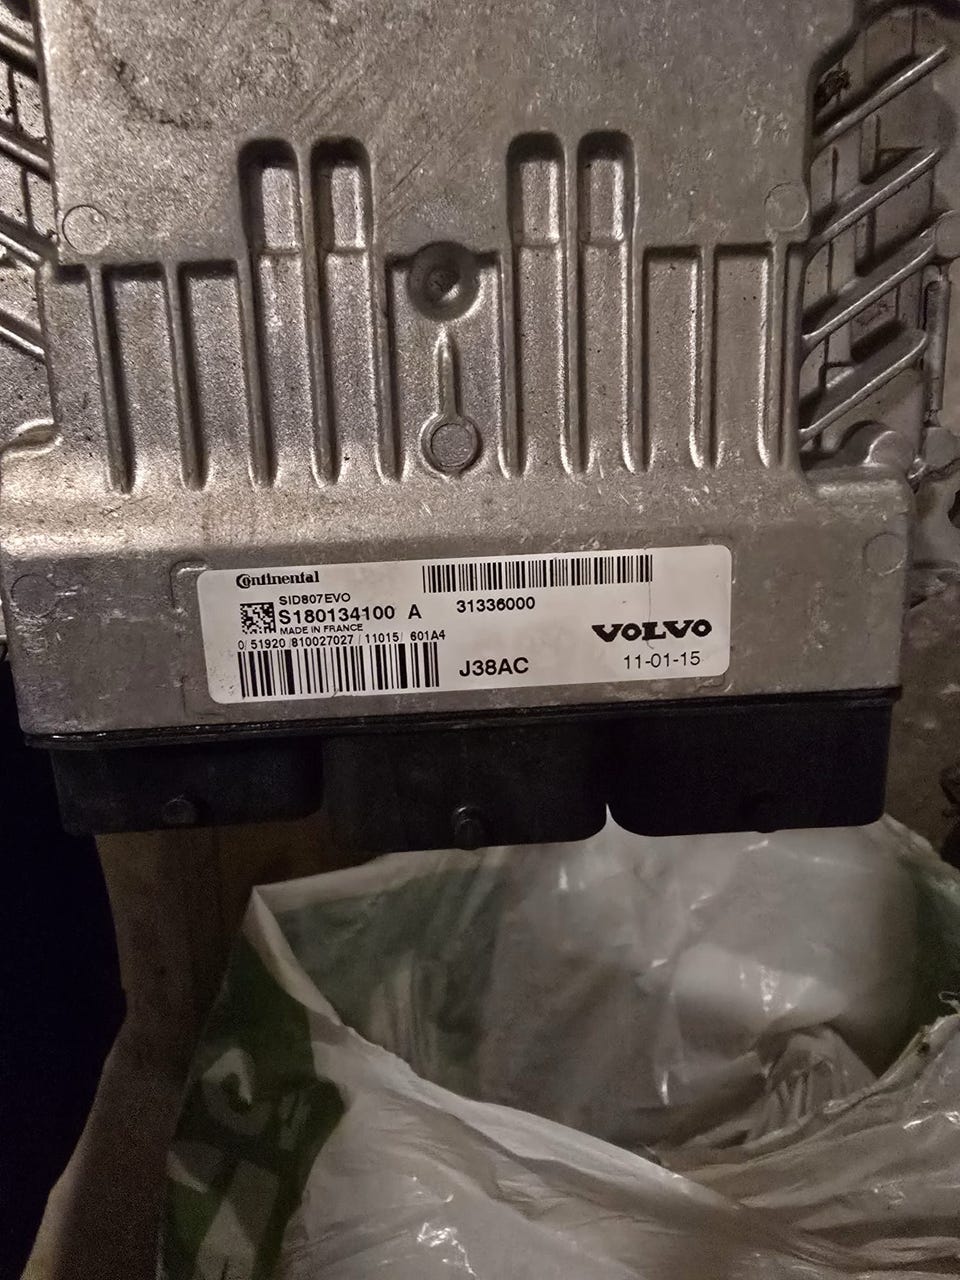 Continental
SID807EVO
S180134100 A
MADE IN FRANCE
0/51920/810027027/11015/601A4
31336000
J38AC
VOLVO
11-01-15